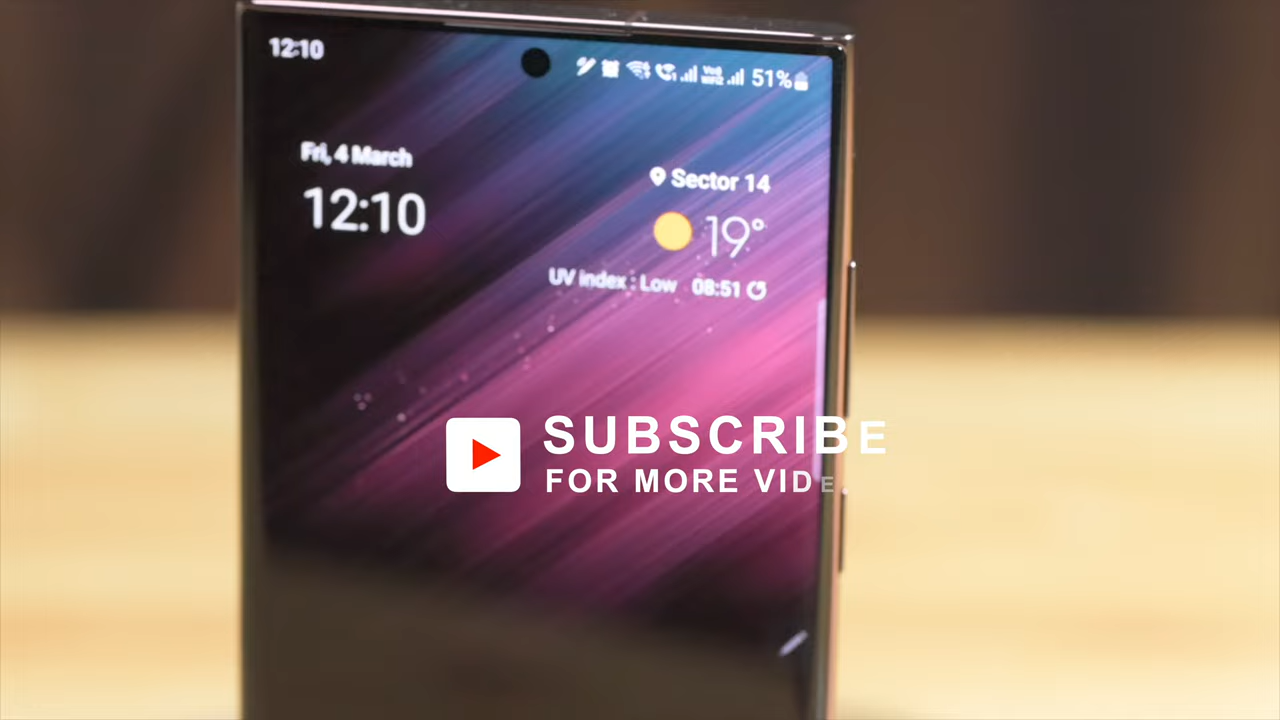 12:10
51%
Fri, 4 March
12:10
Sector 14
19°
UV index : Low 08:51
SUBSCRIBE
FOR MORE VIDE